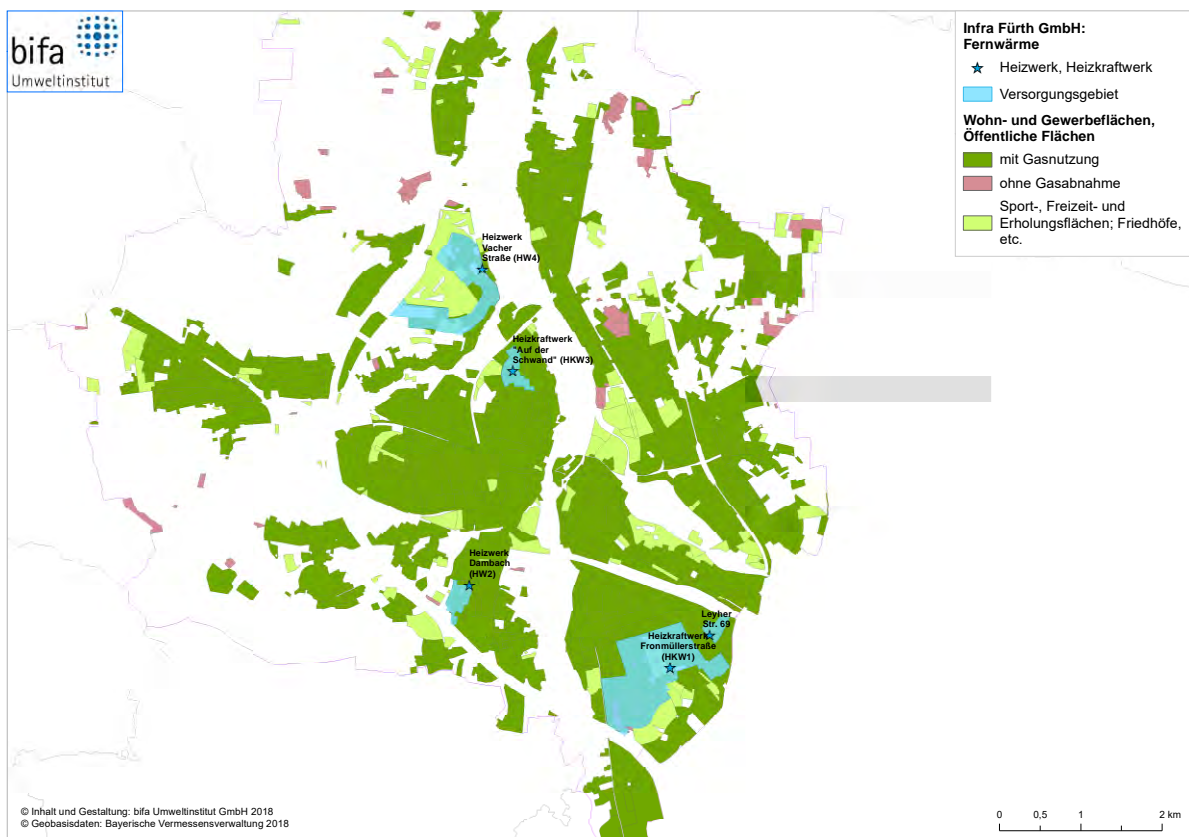 bifa
Umweltinstitut
Infra Fürth GmbH:
Fernwärme
Heizwerk, Heizkraftwerk
Versorgungsgebiet
Wohn- und Gewerbeflächen,
Öffentliche Flächen
mit Gasnutzung
ohne Gasabnahme
Sport-, Freizeit- und
Erholungsflächen; Friedhöfe,
etc.
Heizwerk
Vacher
Straße (HW4)
Heizkraftwerk
"Auf der
Schwand" (HKW3)
Heizwerk
Dambach
(HW2)
Leyher
Str. 69
Heizkraftwerk
Fronmüllerstraße
(HKW1)
© Inhalt und Gestaltung: bifa Umweltinstitut GmbH 2018
© Geobasisdaten: Bayerische Vermessensverwaltung 2018
0 0,5 1 2 km